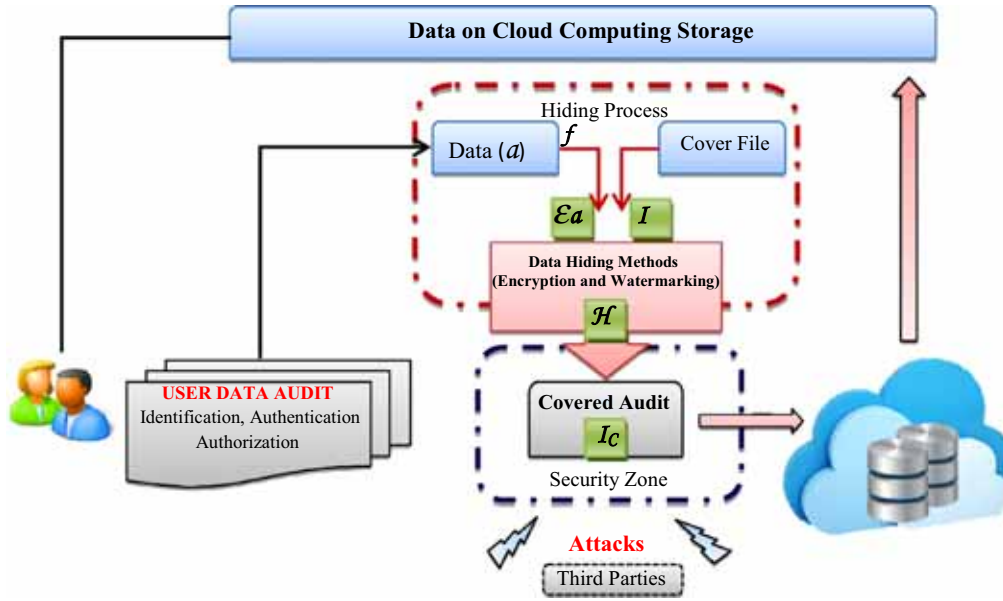 Data on Cloud Computing Storage
Hiding Process
Data (a)
f
Cover File
Ɛa
I
Data Hiding Methods
(Encryption and Watermarking)
ℋ
USER DATA AUDIT
Identification, Authentication
Authorization
Covered Audit
I_C
Security Zone
Attacks
Third Parties